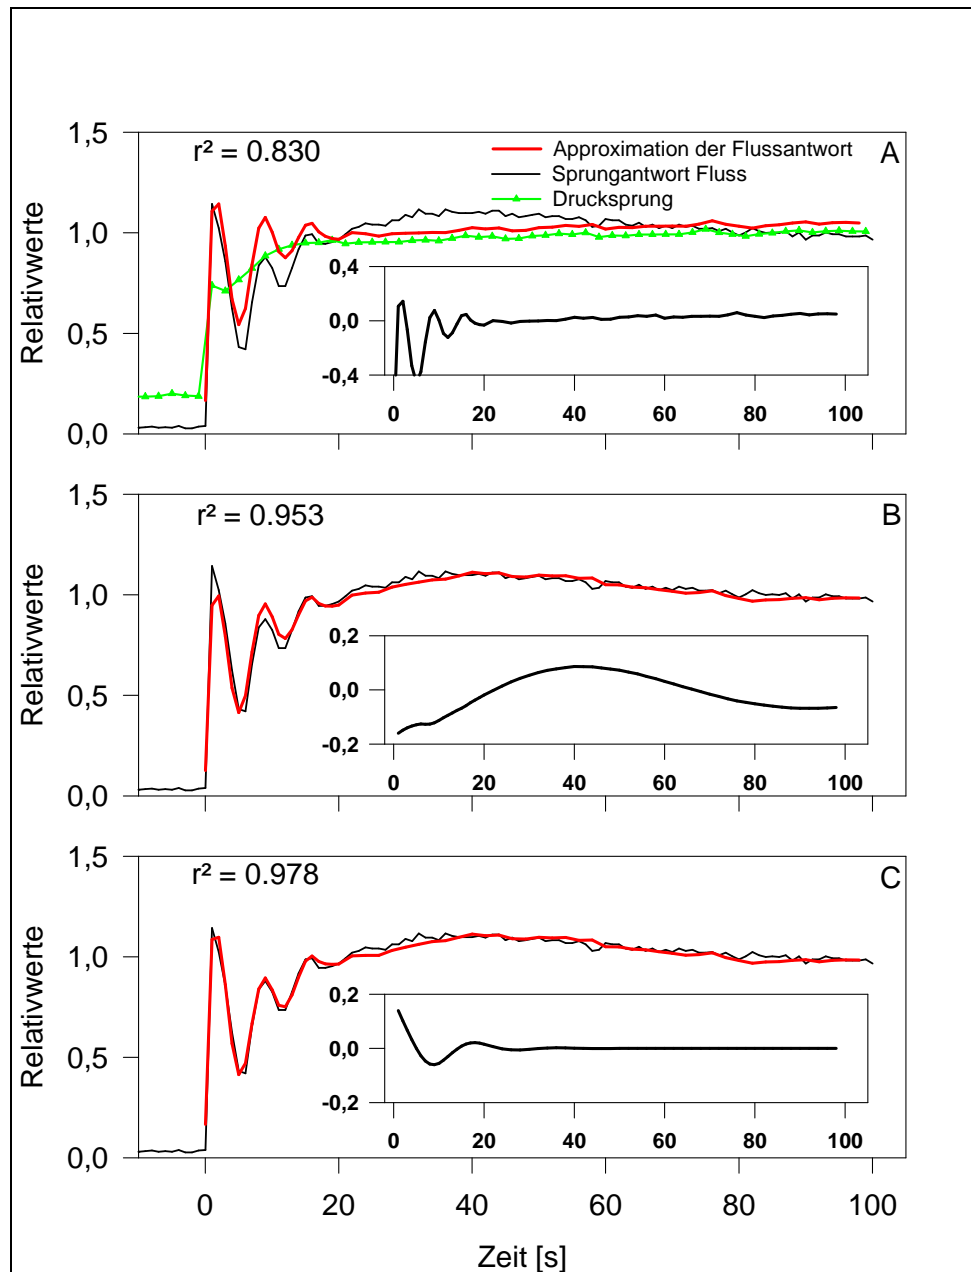 1,5
r² = 0.830
Approximation der Flussantwort
A
Sprungantwort Fluss
Drucksprung
1,0
Relativwerte
0,5
0,0
0,4
0,0
-0,4
0 20 40 60 80 100
1,5
r² = 0.953
B
1,0
Relativwerte
0,5
0,0
0,2
0,0
-0,2
0 20 40 60 80 100
1,5
r² = 0.978
C
1,0
Relativwerte
0,5
0,0
0,2
0,0
-0,2
0 20 40 60 80 100
0 20 40 60 80 100
Zeit [s]